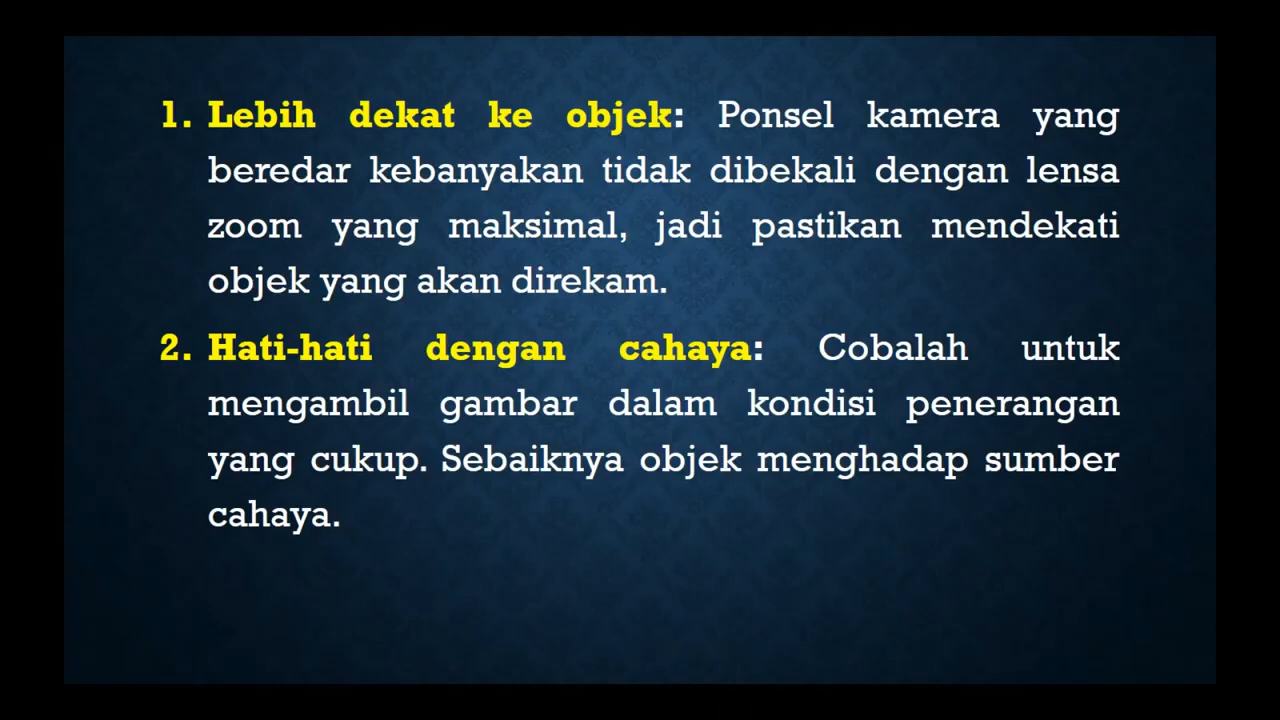 1. Lebih dekat ke objek: Ponsel kamera yang
beredar kebanyakan tidak dibekali dengan lensa
zoom yang maksimal, jadi pastikan mendekati
objek yang akan direkam.
2. Hati-hati dengan cahaya: Cobalah untuk
mengambil gambar dalam kondisi penerangan
yang cukup. Sebaiknya objek menghadap sumber
cahaya.